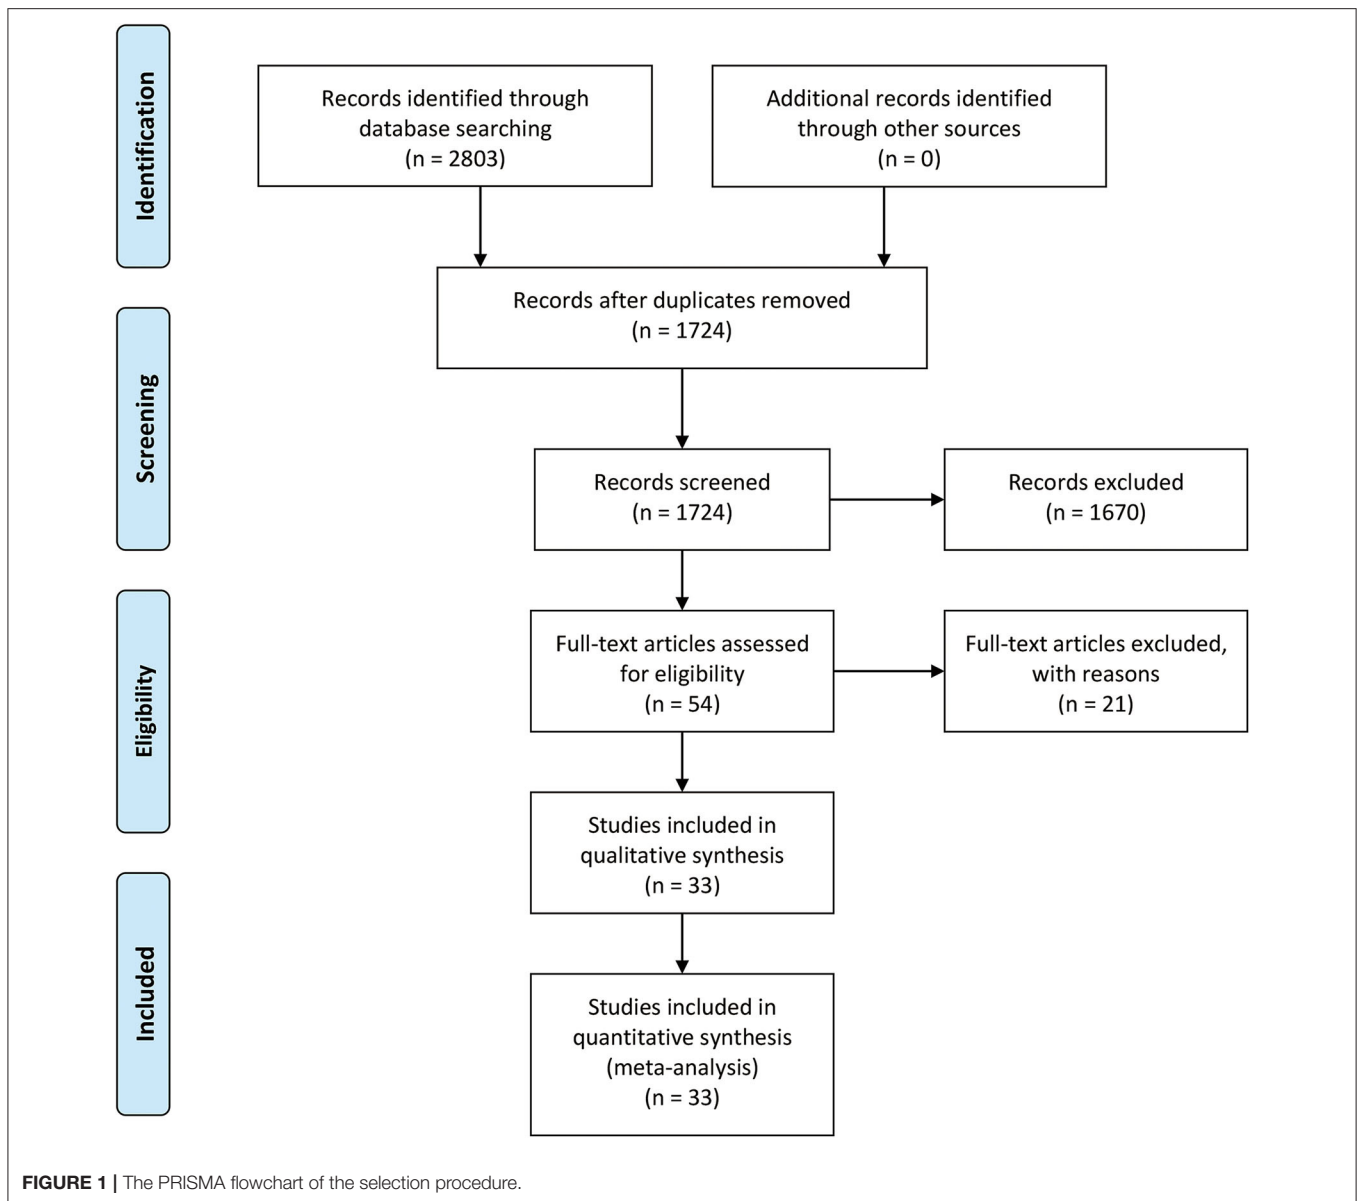 Identification
Records identified through
database searching
(n = 2803)
Additional records identified
through other sources
(n = 0)
Records after duplicates removed
(n = 1724)
Screening
Records screened
(n = 1724)
Records excluded
(n = 1670)
Eligibility
Full-text articles assessed
for eligibility
(n = 54)
Full-text articles excluded,
with reasons
(n = 21)
Studies included in
qualitative synthesis
(n = 33)
Included
Studies included in
quantitative synthesis
(meta-analysis)
(n = 33)
FIGURE 1 | The PRISMA flowchart of the selection procedure.